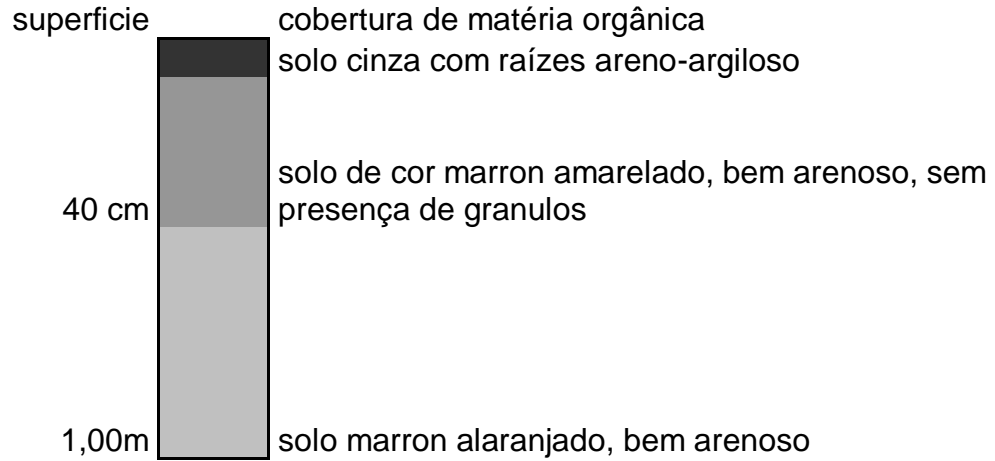 superficie cobertura de matéria orgânica
solo cinza com raízes areno-argiloso
solo de cor marron amarelado, bem arenoso, sem
40 cm presença de granulos
1,00m solo marron alaranjado, bem arenoso